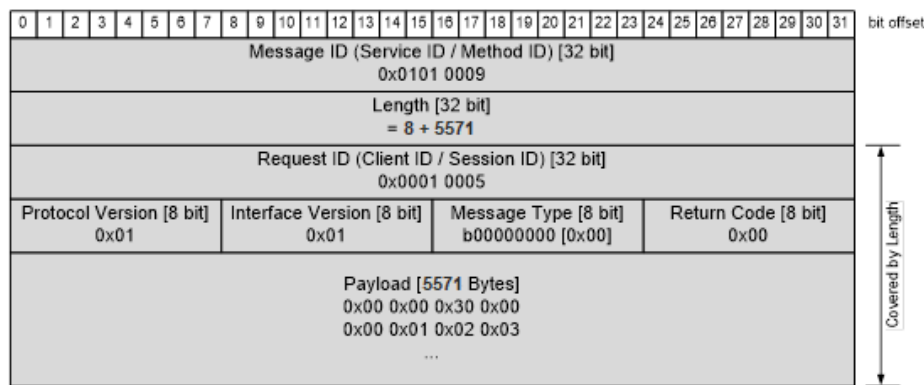 0 1 2 3 4 5 6 7 8 9 10 11 12 13 14 15 16 17 18 19 20 21 22 23 24 25 26 27 28 29 30 31 bit offset
Message ID (Service ID / Method ID) [32 bit]
0x0101 0009
Length [32 bit]
= 8 + 5571
Request ID (Client ID / Session ID) [32 bit]
0x0001 0005
Protocol Version [8 bit] Interface Version [8 bit] Message Type [8 bit] Return Code [8 bit]
0x01 0x01 b00000000 [0x00] 0x00
Payload [5571 Bytes]
0x00 0x00 0x30 0x00
0x00 0x01 0x02 0x03
...
Covered by Length